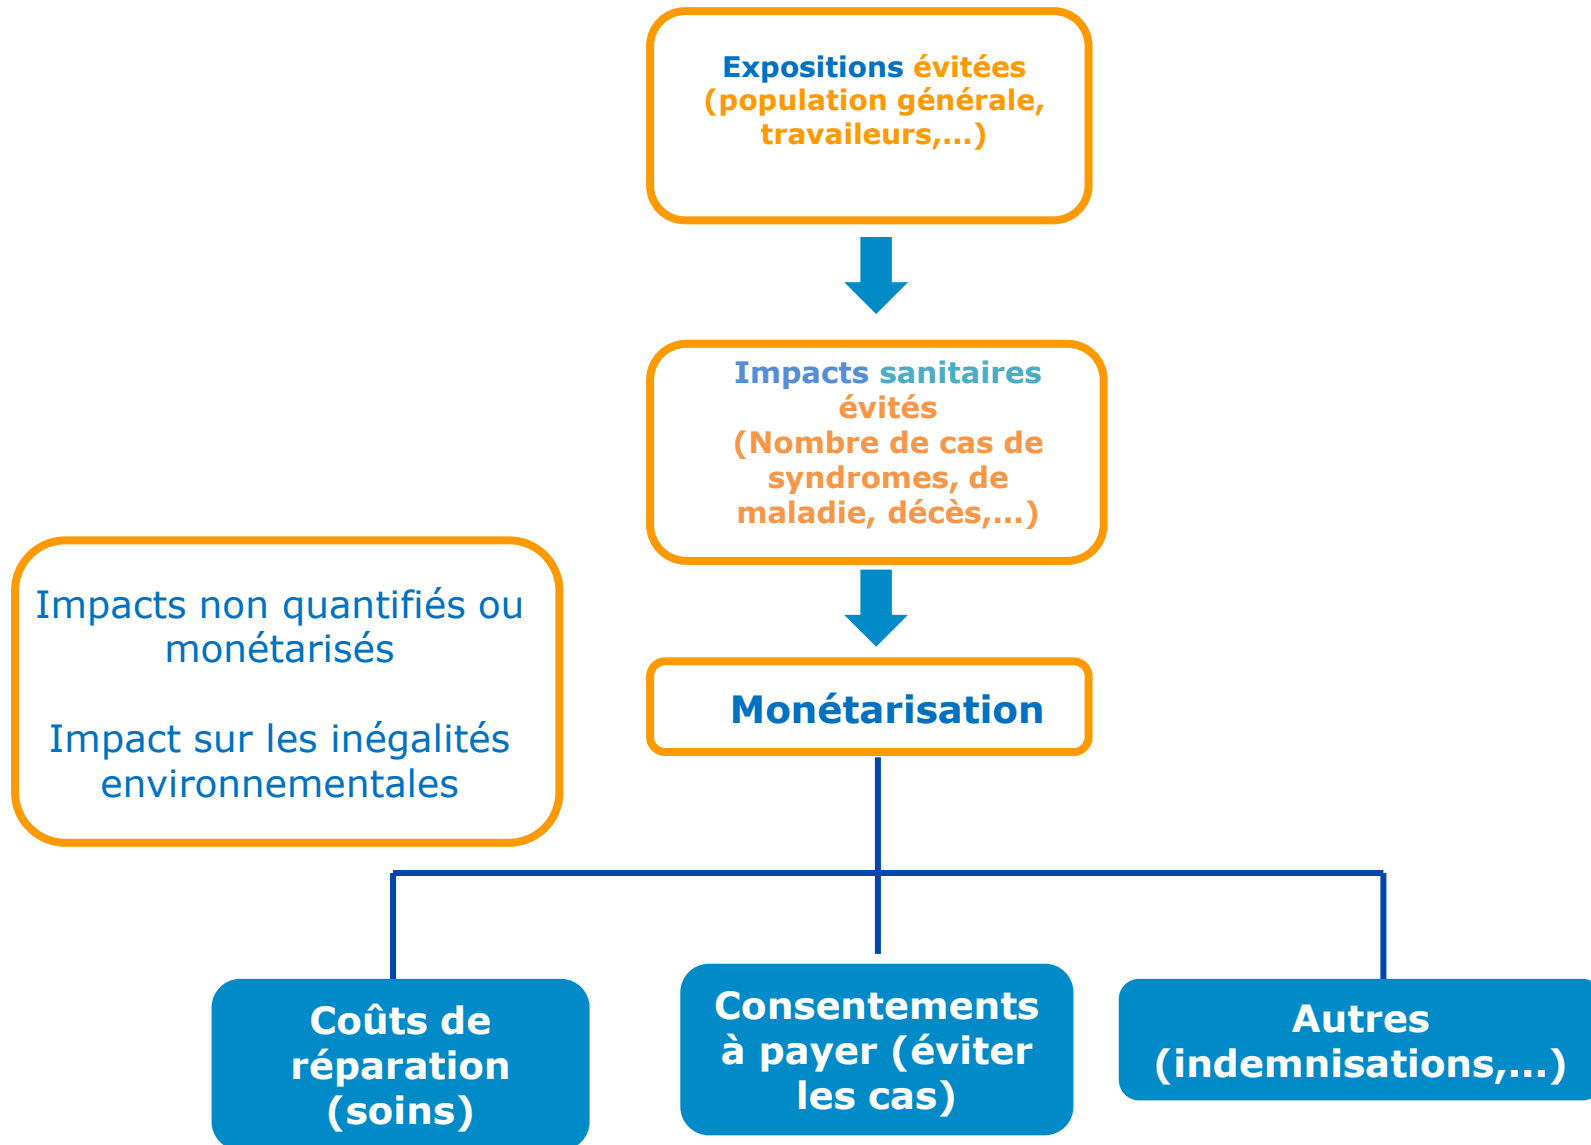 Expositions évitées
(population générale,
travaileurs,...)
Impacts sanitaires
évités
(Nombre de cas de
syndromes, de
maladie, décès,...)
Impacts non quantifiés ou
monétarisés
Impact sur les inégalités
environnementales
Monétarisation
Coûts de
réparation
(soins)
Consentements
à payer (éviter
les cas)
Autres
(indemnisations,...)